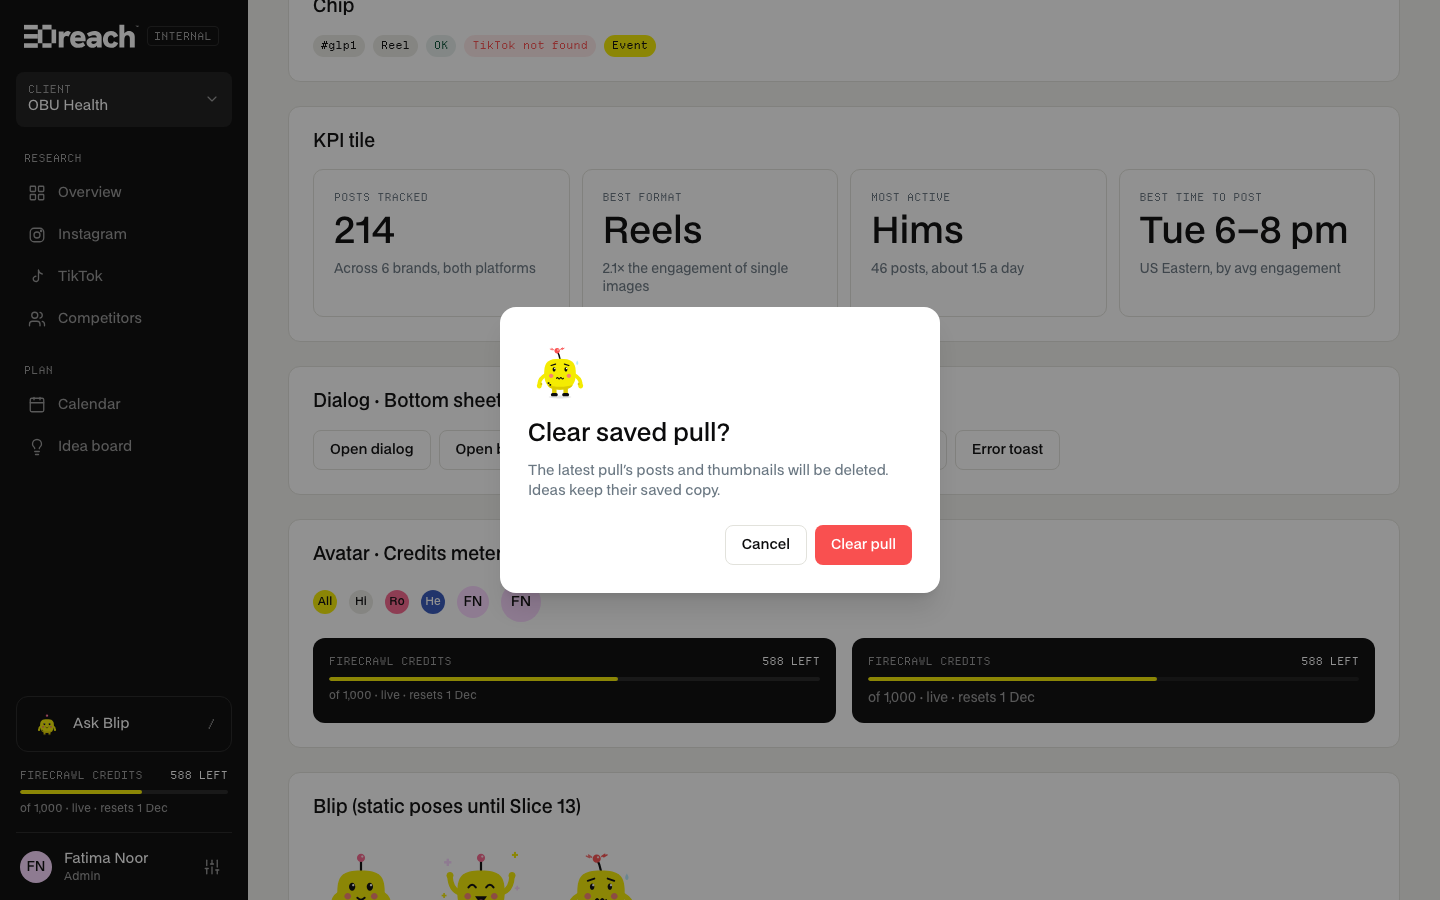 reach
INTERNAL
CLIENT
OBU Health
RESEARCH
Overview
Instagram
TikTok
Competitors
PLAN
Calendar
Idea board
Ask Blip
/
FIRECRAWL CREDITS
588 LEFT
of 1,000 · live · resets 1 Dec
FN
Fatima Noor
Admin
Chip
#glp1
Reel
OK
TikTok not found
Event
KPI tile
POSTS TRACKED
214
Across 6 brands, both platforms
BEST FORMAT
Reels
2.1× the engagement of single
images
MOST ACTIVE
Hims
46 posts, about 1.5 a day
BEST TIME TO POST
Tue 6–8 pm
US Eastern, by avg engagement
Dialog · Bottom sheet
Open dialog
Open b
Error toast
Clear saved pull?
The latest pull's posts and thumbnails will be deleted.
Ideas keep their saved copy.
Cancel
Clear pull
Avatar · Credits meter
All
Hi
Ro
He
FN
FN
FIRECRAWL CREDITS
588 LEFT
of 1,000 · live · resets 1 Dec
FIRECRAWL CREDITS
588 LEFT
of 1,000 · live · resets 1 Dec
Blip (static poses until Slice 13)